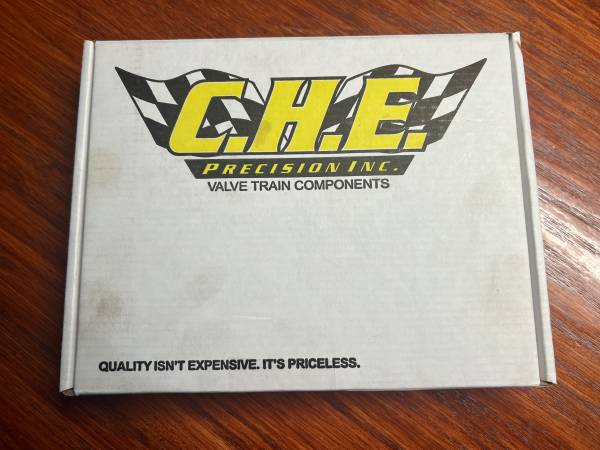 C.H.E.
PRECISION INC.
VALVE TRAIN COMPONENTS
QUALITY ISN'T EXPENSIVE. IT'S PRICELESS.